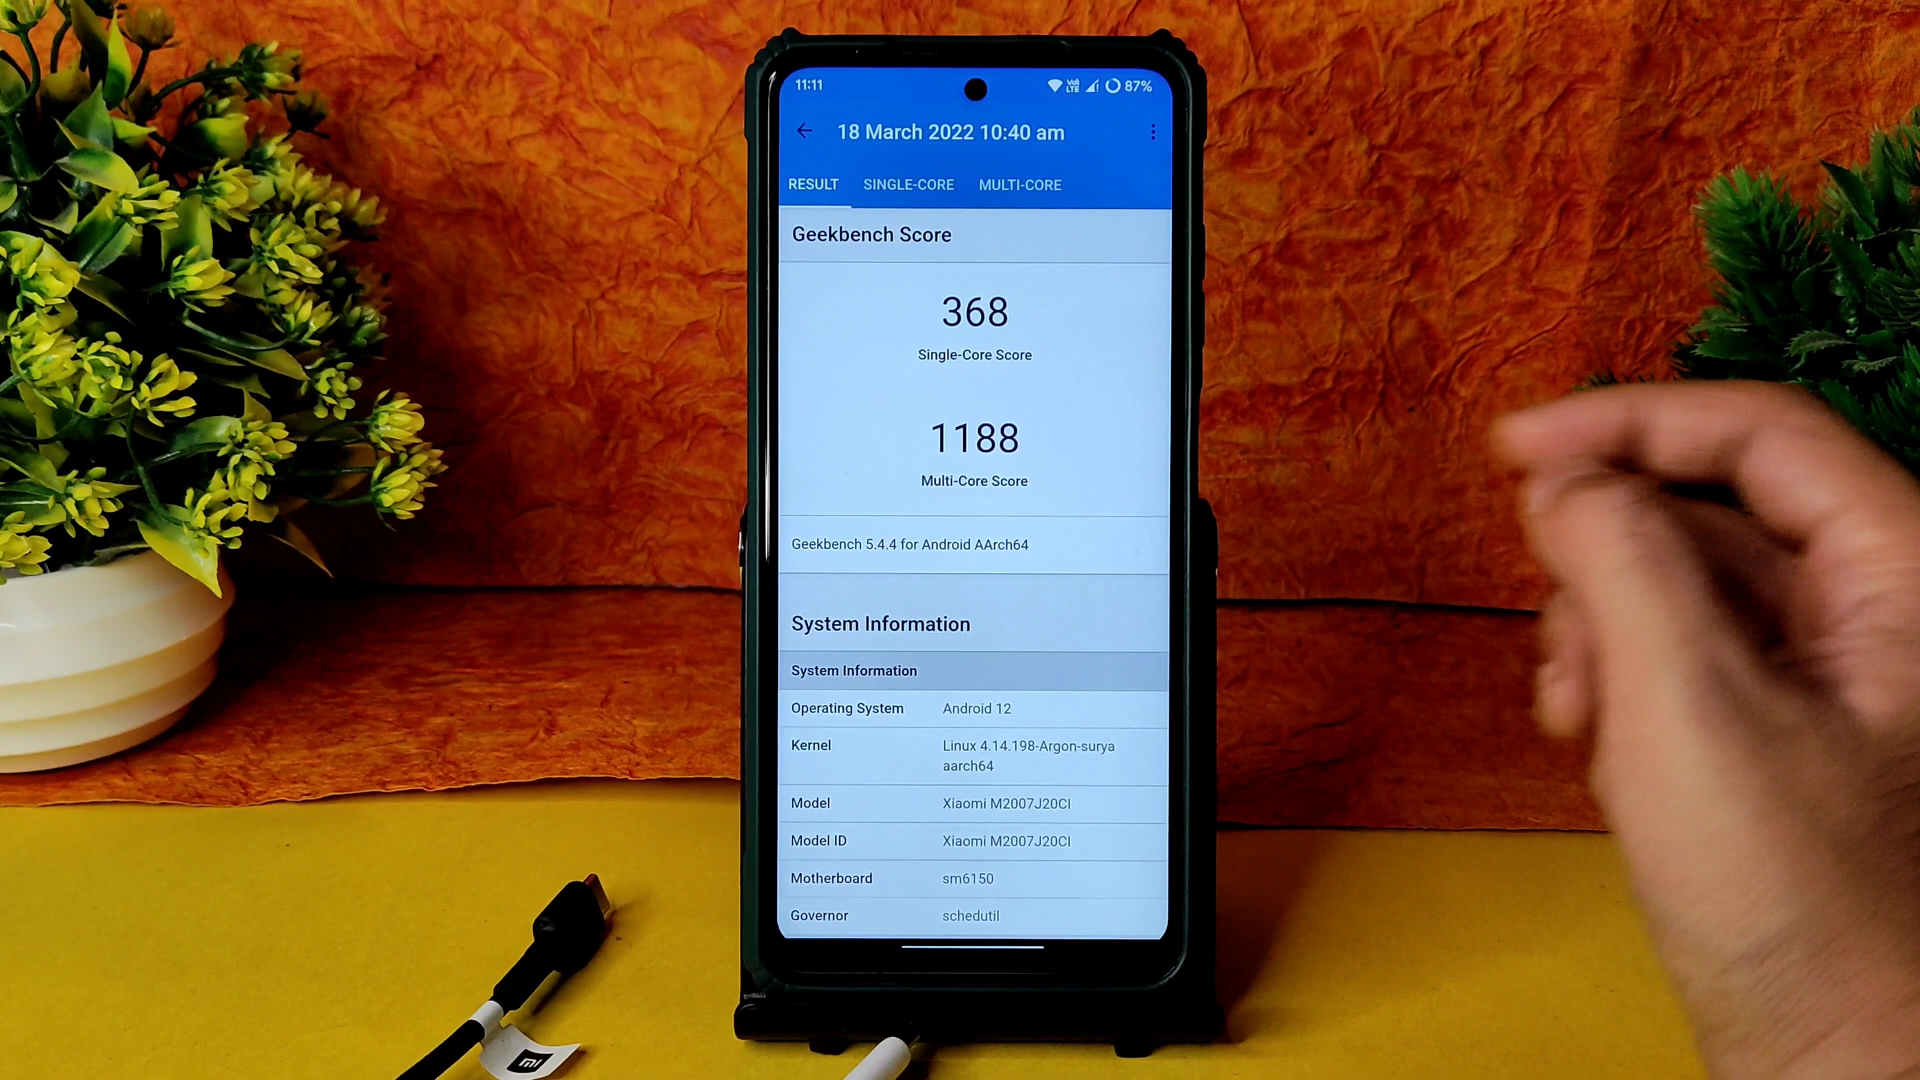 11:11 Vo) LTE 87%
18 March 2022 10:40 am
RESULT SINGLE-CORE MULTI-CORE
Geekbench Score
368
Single-Core Score
1188
Multi-Core Score
Geekbench 5.4.4 for Android AArch64
System Information
System Information
Operating System Android 12
Kernel Linux 4.14.198-Argon-surya
aarch64
Model Xiaomi M2007J20CI
Model ID Xiaomi M2007J20CI
Motherboard sm6150
Governor schedutil
mi